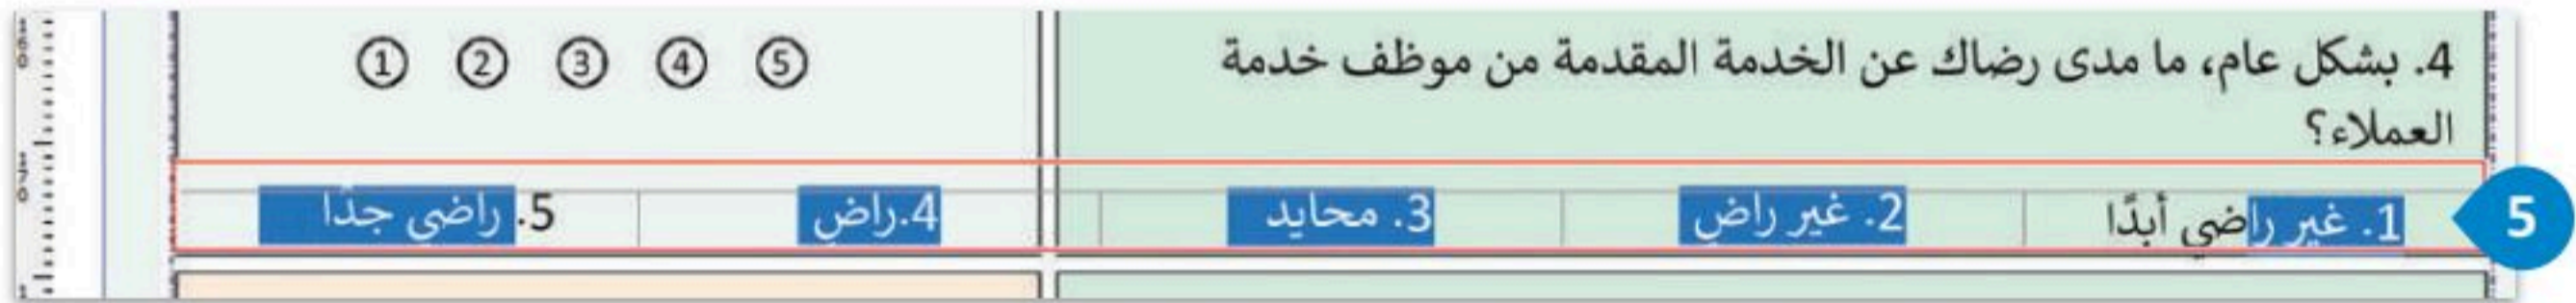 4. بشكل عام، ما مدى رضاك عن الخدمة المقدمة من موظف خدمة
العملاء؟
⑤ ④ ③ ② ①
1. غير راضي أبدًا 2. غير راضٍ 3. محايد 4.راضٍ 5. راضي جدًا
5